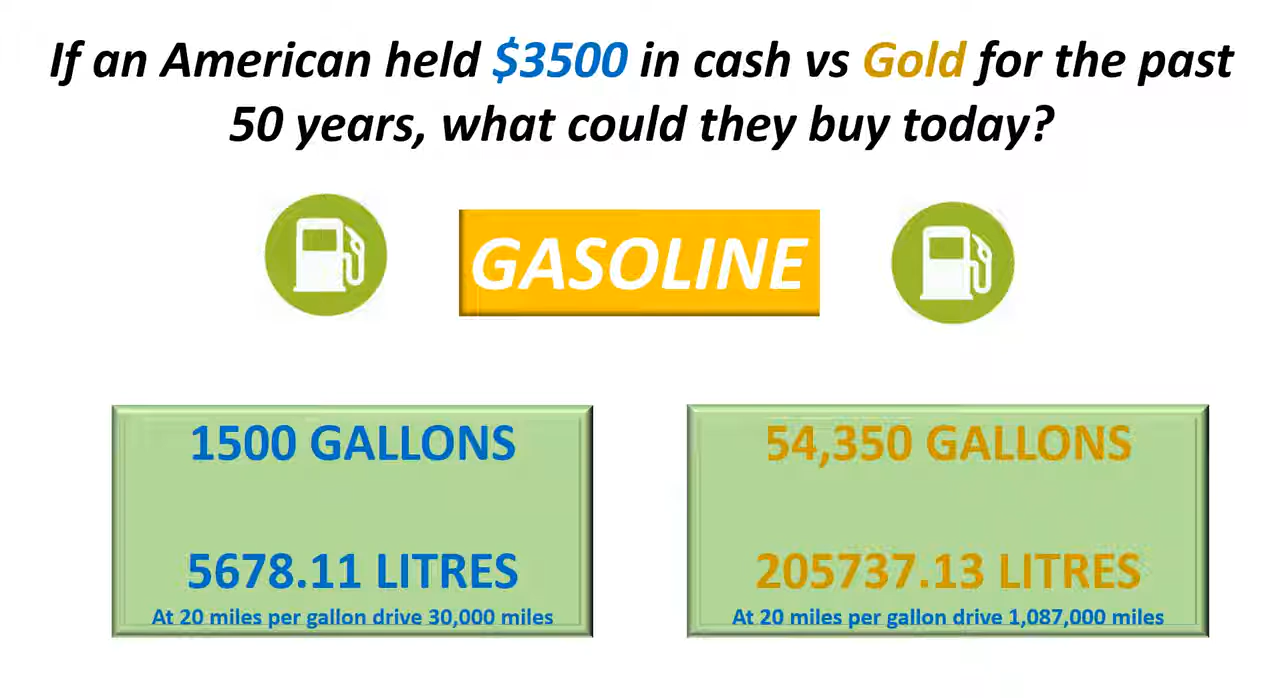 If an American held $3500 in cash vs Gold for the past
50 years, what could they buy today?
GASOLINE
1500 GALLONS
5678.11 LITRES
At 20 miles per gallon drive 30,000 miles
54,350 GALLONS
205737.13 LITRES
At 20 miles per gallon drive 1,087,000 miles